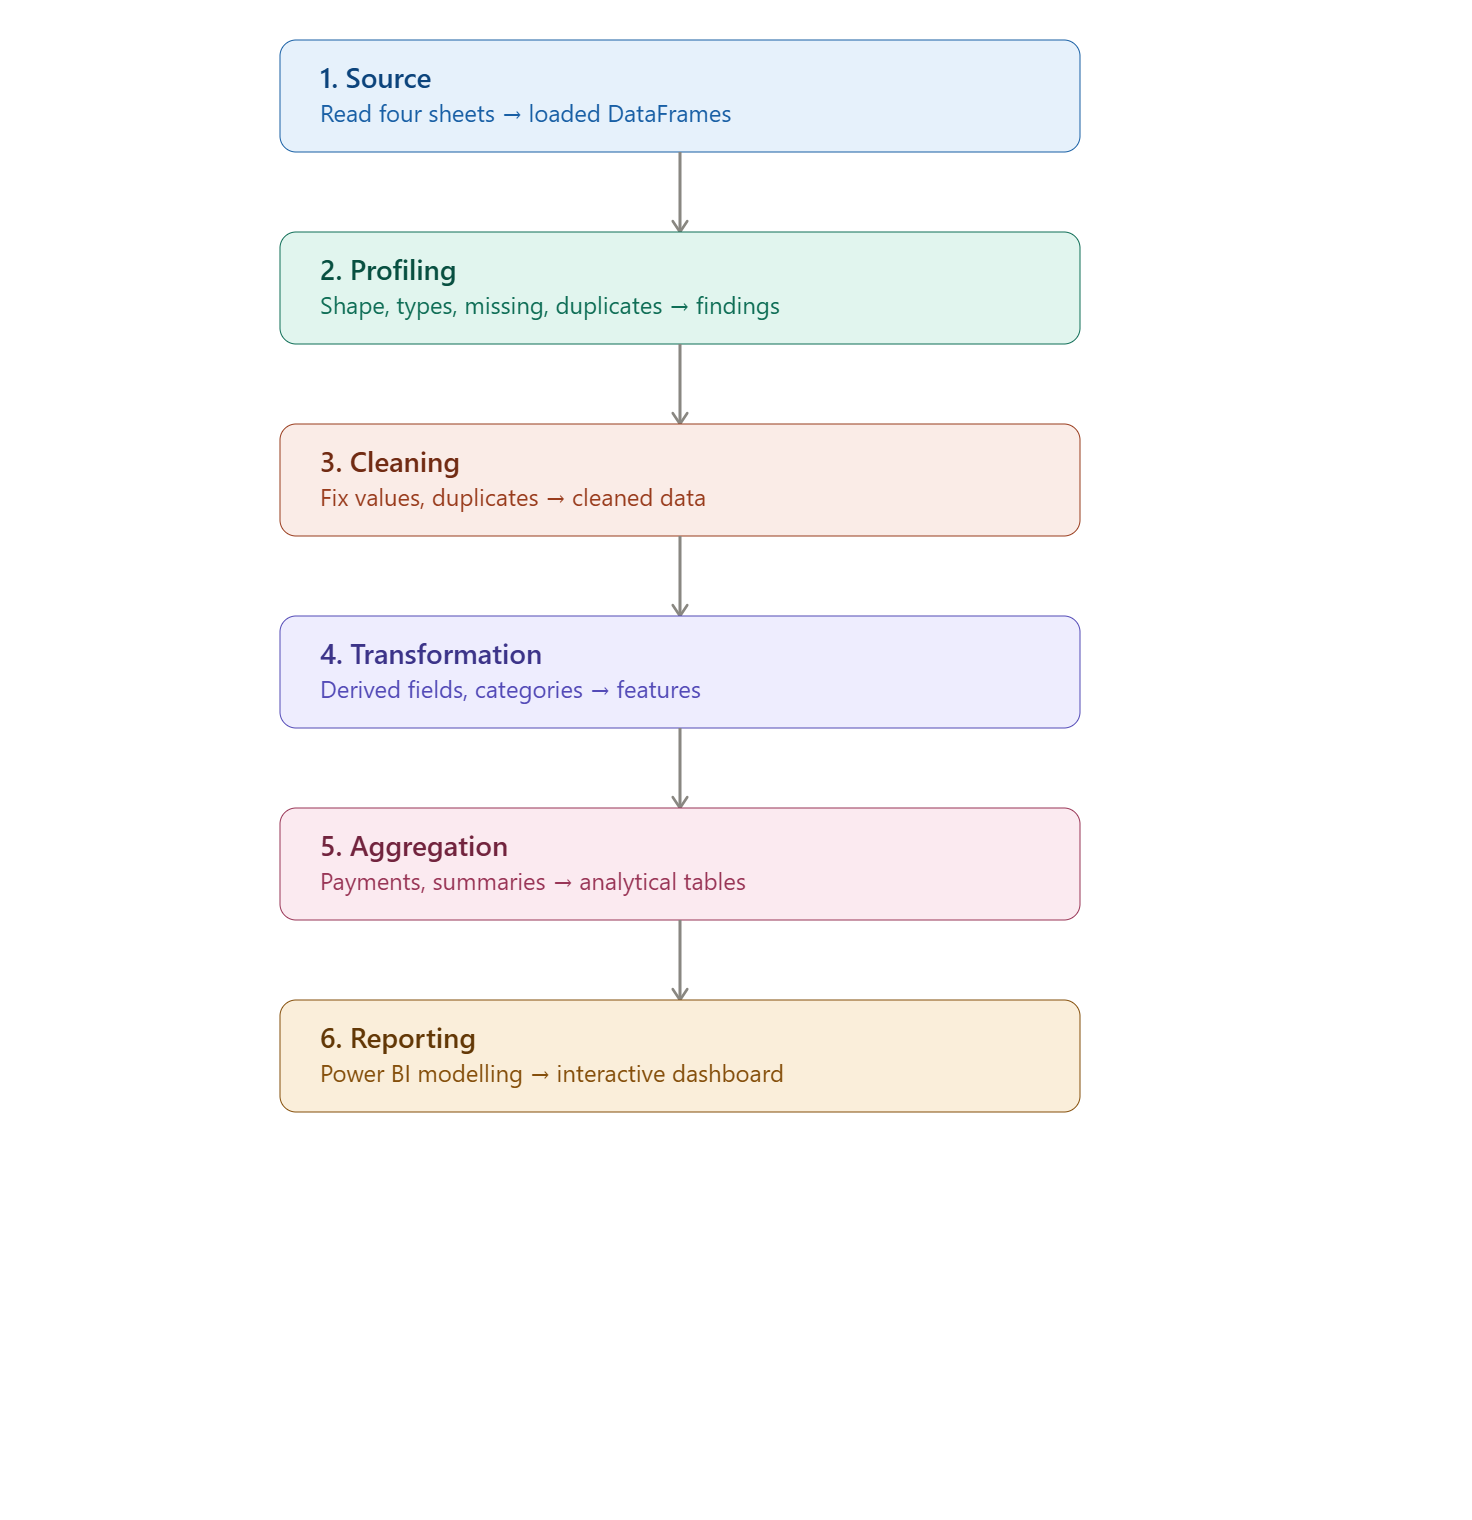 1. Source
Read four sheets → loaded DataFrames
2. Profiling
Shape, types, missing, duplicates → findings
3. Cleaning
Fix values, duplicates → cleaned data
4. Transformation
Derived fields, categories → features
5. Aggregation
Payments, summaries → analytical tables
6. Reporting
Power BI modelling → interactive dashboard